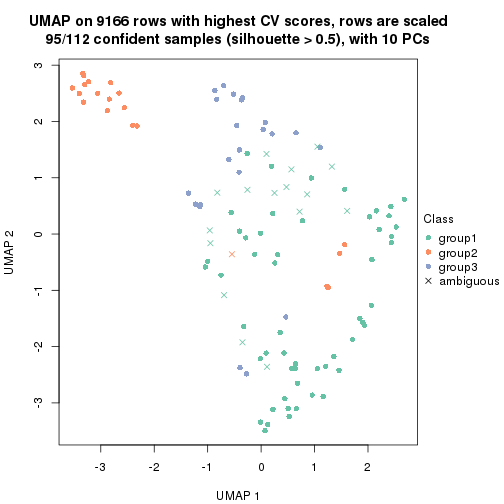 UMAP on 9166 rows with highest CV scores, rows are scaled
95/112 confident samples (silhouette > 0.5), with 10 PCs
3
2
1
0
-1
-2
-3
UMAP 2
Class
group1
group2
group3
ambiguous
-3
-2
-1
0
1
2
UMAP 1